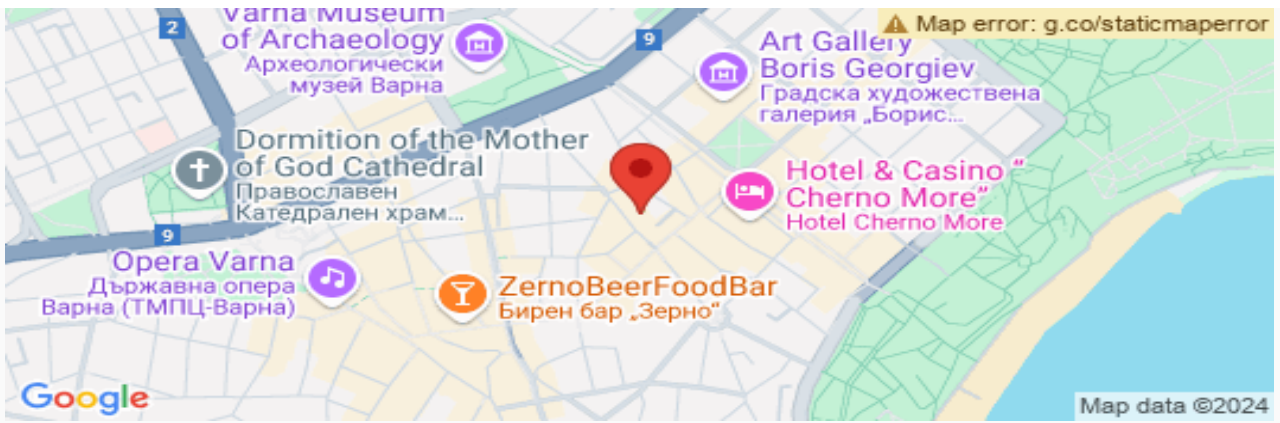 Varna Museum
of Archaeology
Археологически
музей Варна
2
9
Map error: g.co/staticmaperror
Art Gallery
Boris Georgiev
Градска художествена
галерия „Борис...
Dormition of the Mother
of God Cathedral
Православен
Катедрален храм...
Hotel & Casino “
Cherno More”
Hotel Cherno More
9
Opera Varna
Държавна опера
Варна (ТМПЦ-Варна)
ZernoBeerFoodBar
Бирен бар „Зерно“
Google
Map data ©2024